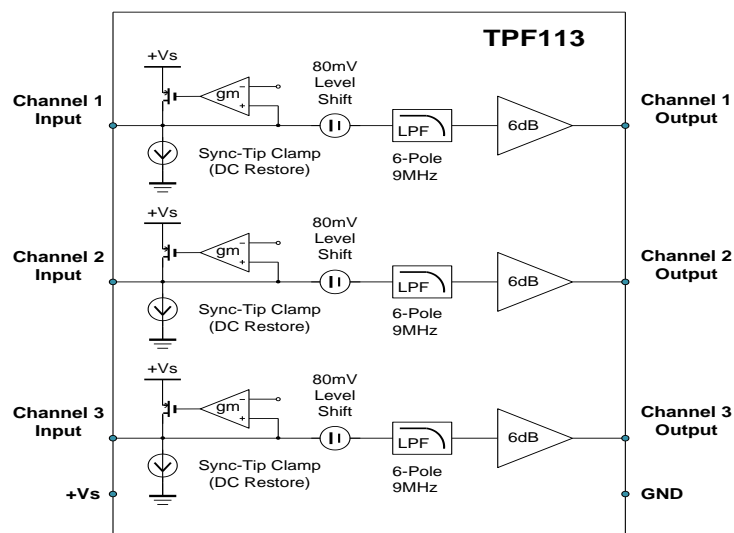 TPF113
+Vs
80mV
Level
Shift
gm
−
+
Channel 1
Input
Channel 1
Output
LPF
6dB
Sync-Tip Clamp
(DC Restore)
6-Pole
9MHz
+Vs
80mV
Level
Shift
gm
−
+
Channel 2
Input
Channel 2
Output
LPF
6dB
Sync-Tip Clamp
(DC Restore)
6-Pole
9MHz
+Vs
80mV
Level
Shift
gm
−
+
Channel 3
Input
Channel 3
Output
LPF
6dB
Sync-Tip Clamp
(DC Restore)
6-Pole
9MHz
+Vs
GND